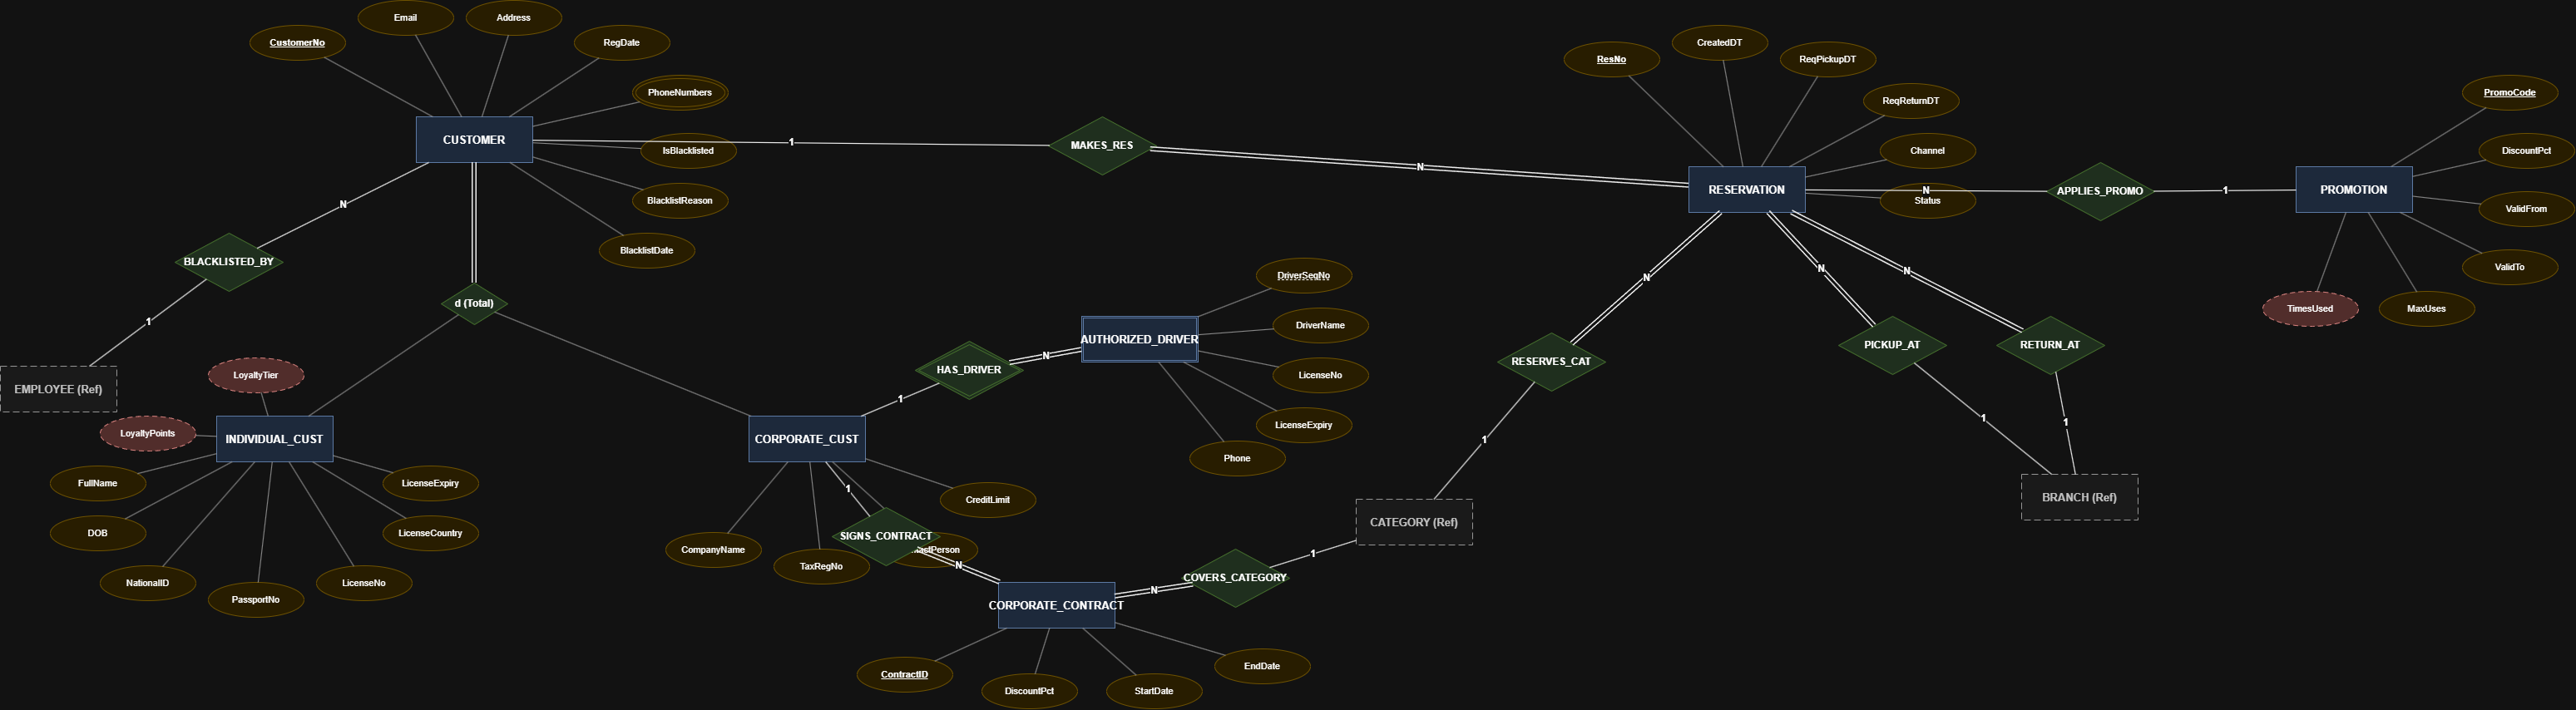 Email
Address
CustomerNo
RegDate
PhoneNumbers
CUSTOMER
IsBlacklisted
1
MAKES_RES
N
BlacklistReason
BlacklistDate
N
BLACKLISTED_BY
1
EMPLOYEE (Ref)
d (Total)
LoyaltyTier
LoyaltyPoints
INDIVIDUAL_CUST
FullName
DOB
NationalID
PassportNo
LicenseNo
LicenseCountry
LicenseExpiry
CORPORATE_CUST
CompanyName
TaxRegNo
CreditLimit
1
SIGNS_CONTRACT
N
1
HAS_DRIVER
N
AUTHORIZED_DRIVER
DriverSeqNo
DriverName
LicenseNo
LicenseExpiry
Phone
CORPORATE_CONTRACT
ContractID
DiscountPct
StartDate
EndDate
N
COVERS_CATEGORY
1
CATEGORY (Ref)
1
RESERVES_CAT
N
ResNo
CreatedDT
ReqPickupDT
ReqReturnDT
Channel
Status
RESERVATION
N
PICKUP_AT
1
N
RETURN_AT
1
BRANCH (Ref)
N
APPLIES_PROMO
1
PROMOTION
PromoCode
DiscountPct
ValidFrom
ValidTo
MaxUses
TimesUsed